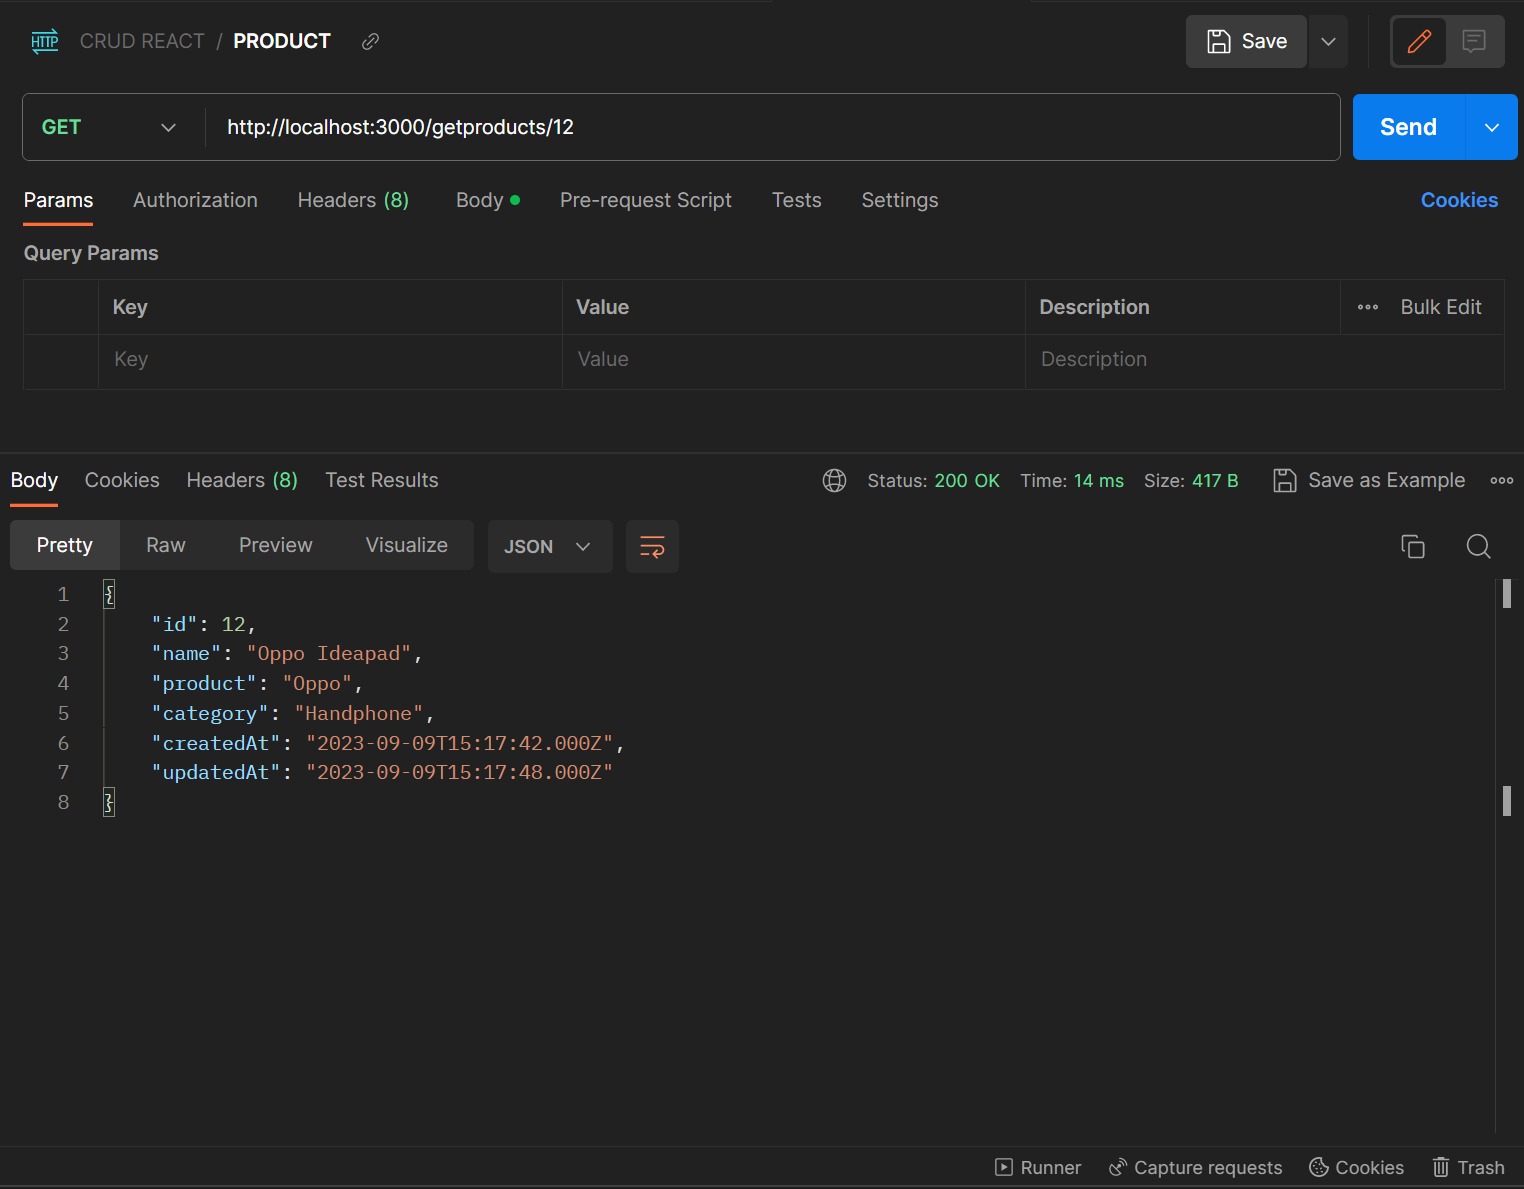 HTTP CRUD REACT / PRODUCT Save
GET http://localhost:3000/getproducts/12 Send
Params Authorization Headers (8) Body Pre-request Script Tests Settings Cookies
Query Params
Key Value Description Bulk Edit
Key Value Description
Body Cookies Headers (8) Test Results Status: 200 OK Time: 14 ms Size: 417 B Save as Example
Pretty Raw Preview Visualize JSON
1 {
2 "id": 12,
3 "name": "Oppo Ideapad",
4 "product": "Oppo",
5 "category": "Handphone",
6 "createdAt": "2023-09-09T15:17:42.000Z",
7 "updatedAt": "2023-09-09T15:17:48.000Z"
8 }
Runner Capture requests Cookies Trash